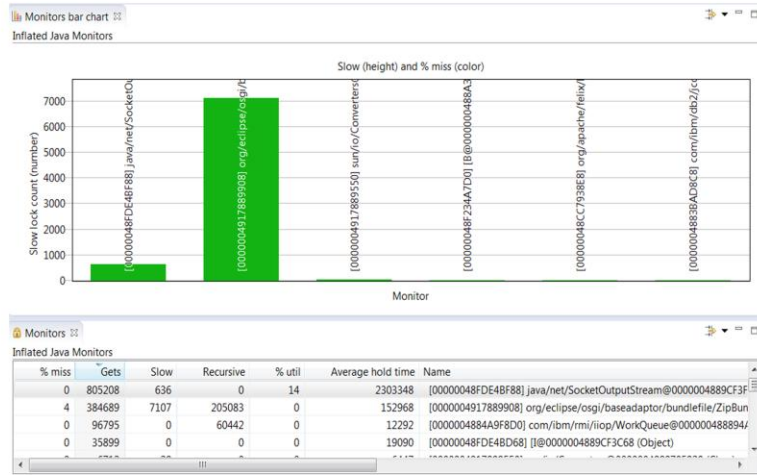 Monitors bar chart
Inflated Java Monitors
Slow (height) and % miss (color)
Slow lock count (number)
7000
6000
5000
4000
3000
2000
1000
0
[00000048FDE4BF88] java/net/SocketOu
[0000004917889908] org/eclipse/osgi/b
[0000004917889550] sun/io/Converters
[00000048F234A7D0] [B@000000488A3
[00000048CC7938E8] org/apache/felix/
[0000004883BAD8C8] com/ibm/db2/jcc
Monitor
Monitors
Inflated Java Monitors
% miss Gets Slow Recursive % util Average hold time Name
0 805208 636 0 14 2303348 [00000048FDE4BF88] java/net/SocketOutputStream@0000004889CF3F
4 384689 7107 205083 0 152968 [0000004917889908] org/eclipse/osgi/baseadaptor/bundlefile/ZipBun
0 96795 0 60442 0 12292 [0000004884A9F8D0] com/ibm/rmi/iiop/WorkQueue@000000488894A
0 35899 0 0 0 19090 [00000048FDE4BD68] [I@0000004889CF3C68 (Object)